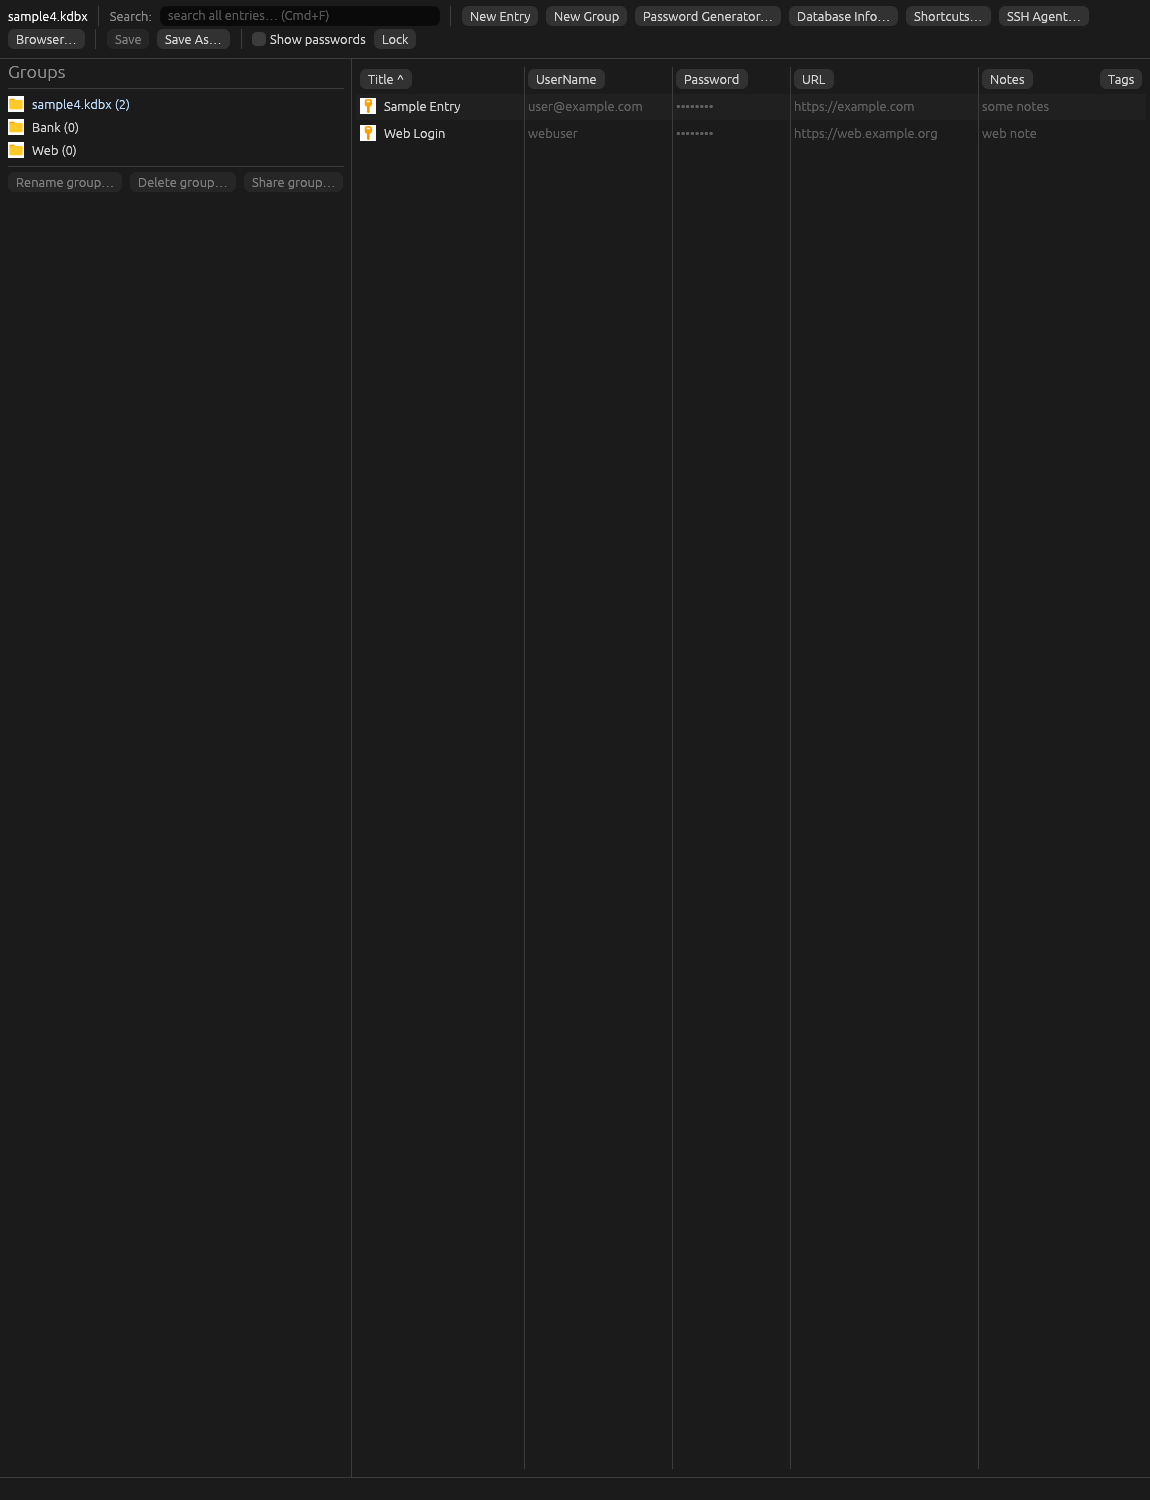 sample4.kdbx Search: search all entries… (Cmd+F) New Entry New Group Password Generator… Database Info… Shortcuts… SSH Agent…
Browser… Save Save As… Show passwords Lock
Groups
sample4.kdbx (2)
Bank (0)
Web (0)
Rename group… Delete group… Share group…
Title ^ UserName Password URL Notes Tags
Sample Entry user@example.com •••••••• https://example.com some notes
Web Login webuser •••••••• https://web.example.org web note